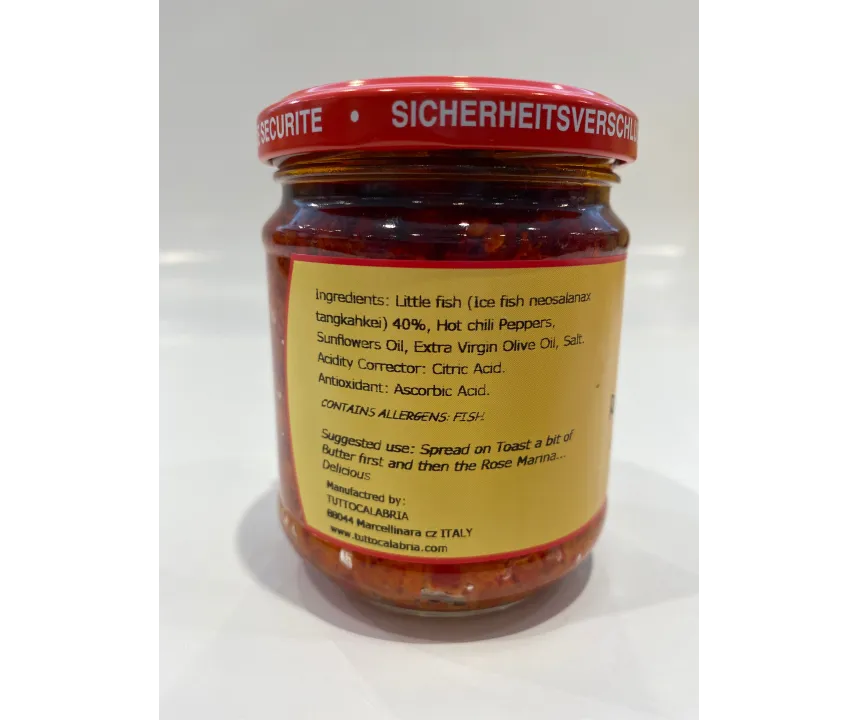 SECURITE • SICHERHEITSVERSCHLU
Ingredients: Little fish (Ice fish neosalanax
tangkahkei) 40%, Hot chili Peppers,
Sunflowers Oil, Extra Virgin Olive Oil, Salt.
Acidity Corrector: Citric Acid.
Antioxidant: Ascorbic Acid.
CONTAINS ALLERGENS: FISH.
Suggested use: Spread on Toast a bit of
Butter first and then the Rose Marina...
Delicious
Manufactred by:
TUTTOCALABRIA
88044 Marcellinara cz ITALY
www.tuttocalabria.com